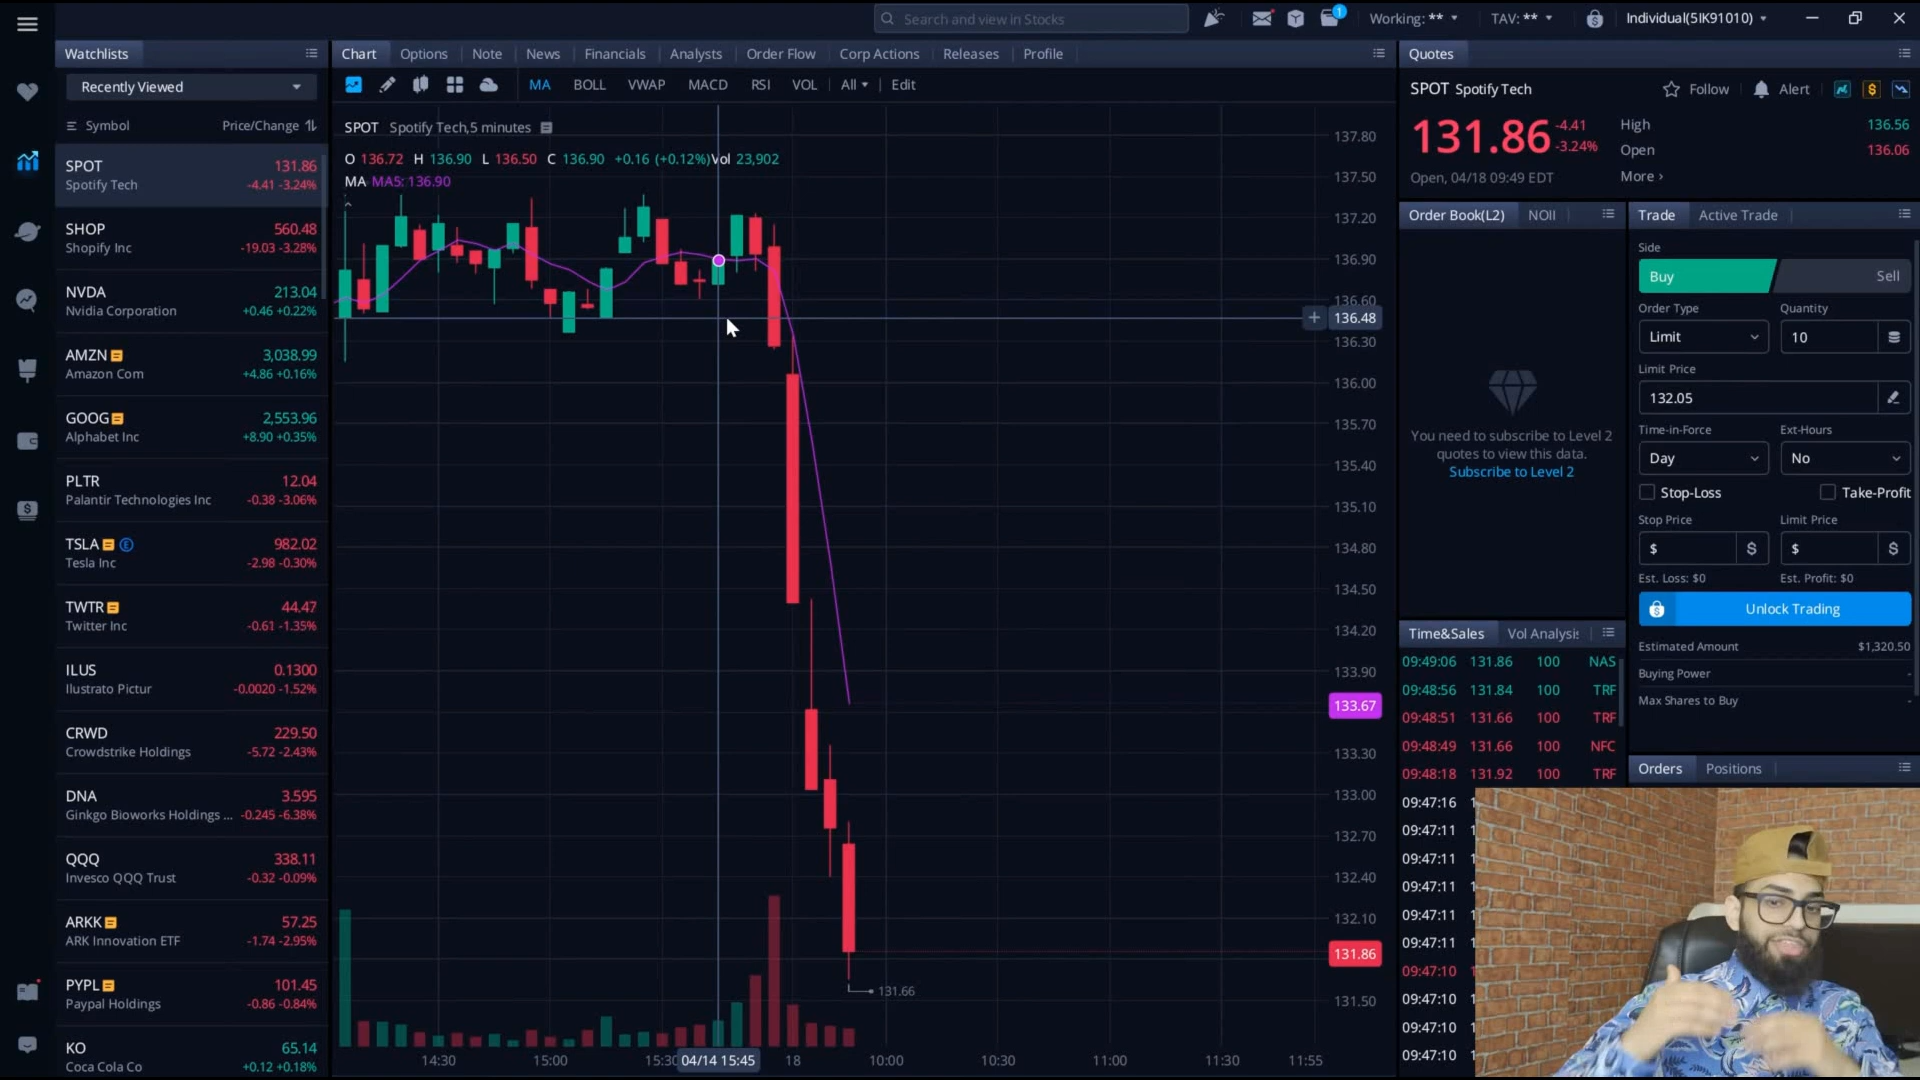 Search and view in Stocks
1
Working: **
TAV: **
Individual(5IK91010)
Watchlists
Recently Viewed
Symbol Price/Change
SPOT 131.86
Spotify Tech -4.41 -3.24%
SHOP 560.48
Shopify Inc -19.03 -3.28%
NVDA 213.04
Nvidia Corporation +0.46 +0.22%
AMZN 3,038.99
Amazon Com +4.86 +0.16%
GOOG 2,553.96
Alphabet Inc +8.90 +0.35%
PLTR 12.04
Palantir Technologies Inc -0.38 -3.06%
TSLA E 982.02
Tesla Inc -2.98 -0.30%
TWTR 44.47
Twitter Inc -0.61 -1.35%
ILUS 0.1300
Ilustrato Pictur -0.0020 -1.52%
CRWD 229.50
Crowdstrike Holdings -5.72 -2.43%
DNA 3.595
Ginkgo Bioworks Holdings ... -0.245 -6.38%
QQQ 338.11
Invesco QQQ Trust -0.32 -0.09%
ARKK 57.25
ARK Innovation ETF -1.74 -2.95%
PYPL 101.45
Paypal Holdings -0.86 -0.84%
KO 65.14
Coca Cola Co +0.12 +0.18%
Chart Options Note News Financials Analysts Order Flow Corp Actions Releases Profile
MA BOLL VWAP MACD RSI VOL All Edit
SPOT Spotify Tech,5 minutes
O 136.72 H 136.90 L 136.50 C 136.90 +0.16 (+0.12%)Vol 23,902
MA MA5: 136.90
137.80
137.50
137.20
136.90
136.60
136.48
136.30
136.00
135.70
135.40
135.10
134.80
134.50
134.20
133.90
133.67
133.30
133.00
132.70
132.40
132.10
131.86
131.66
131.50
14:30 15:00 15:30 04/14 15:45 18 10:00 10:30 11:00 11:30 11:55
Quotes
SPOT Spotify Tech Follow Alert
131.86 -4.41 -3.24%
High 136.56
Open 136.06
Open, 04/18 09:49 EDT More ›
Order Book(L2) NOII
You need to subscribe to Level 2
quotes to view this data.
Subscribe to Level 2
Trade Active Trade
Side
Buy Sell
Order Type Quantity
Limit 10
Limit Price
132.05
Time-in-Force Ext-Hours
Day No
Stop-Loss Take-Profit
Stop Price Limit Price
$ $ $ $
Est. Loss: $0 Est. Profit: $0
Unlock Trading
Estimated Amount $1,320.50
Buying Power -
Max Shares to Buy -
Time&Sales Vol Analysis
09:49:06 131.86 100 NAS
09:48:56 131.84 100 TRF
09:48:51 131.66 100 TRF
09:48:49 131.66 100 NFC
09:48:18 131.92 100 TRF
09:47:16
09:47:11
09:47:11
09:47:11
09:47:11
09:47:11
09:47:10
09:47:10
09:47:10
09:47:10
Orders Positions